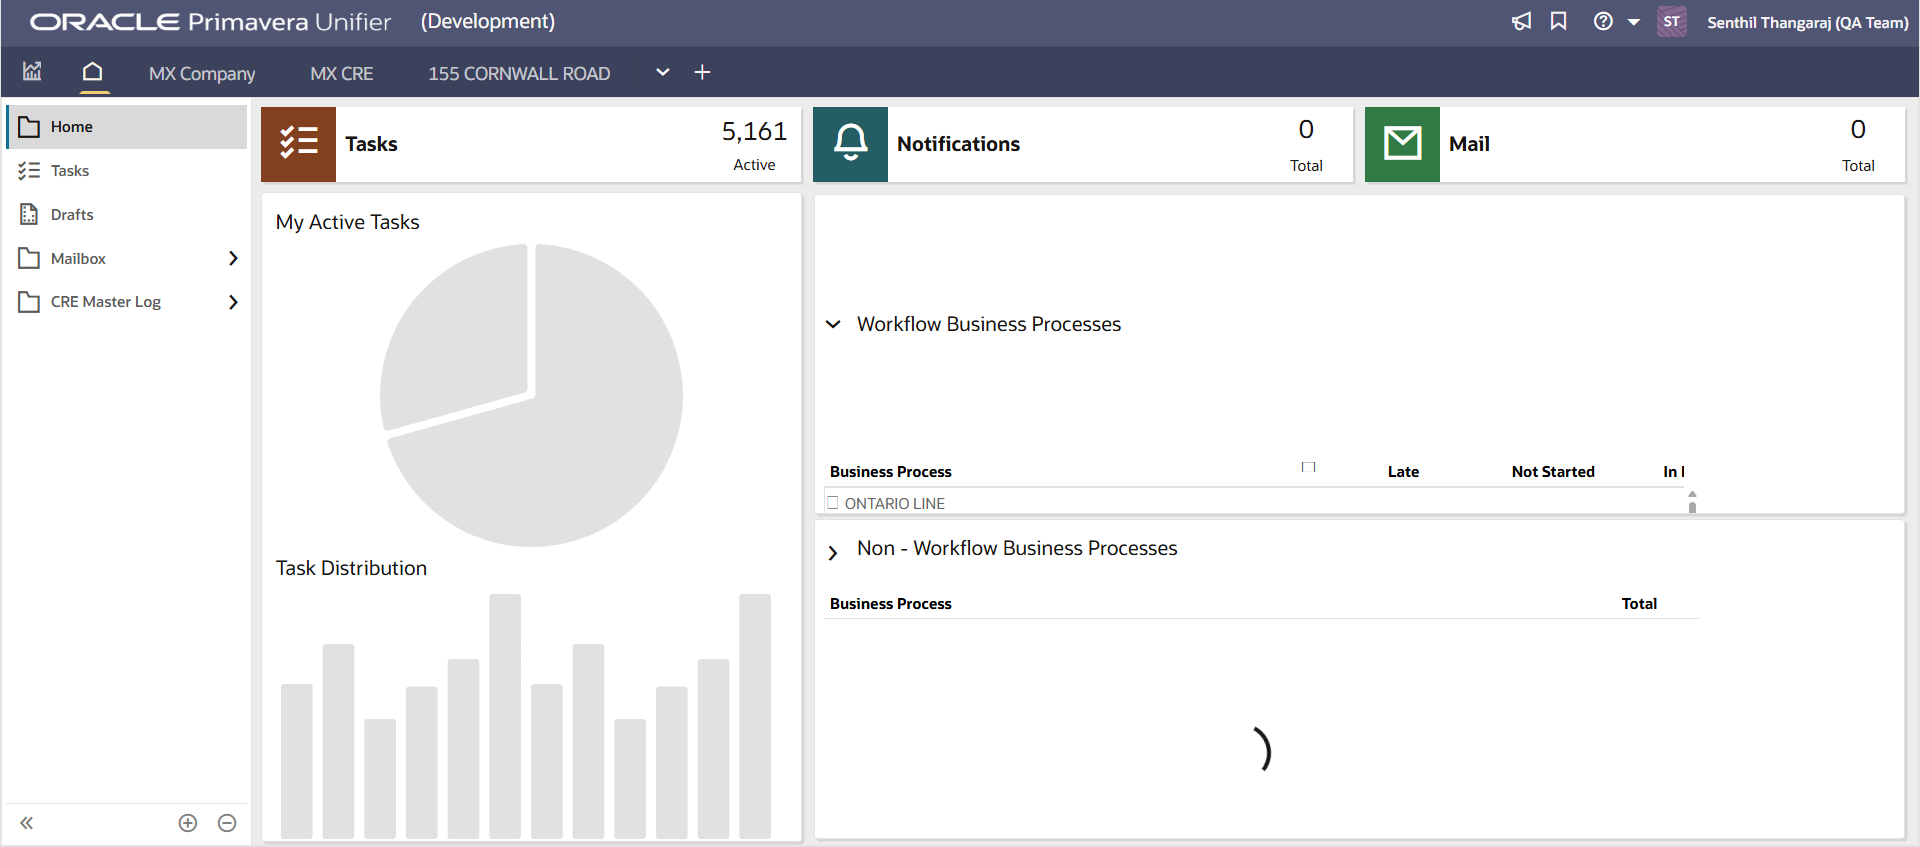 ORACLE Primavera Unifier (Development)
ST Senthil Thangaraj (QA Team)
MX Company MX CRE 155 CORNWALL ROAD
Home
Tasks
Drafts
Mailbox
CRE Master Log
Tasks 5,161
Active
Notifications 0
Total
Mail 0
Total
My Active Tasks
Task Distribution
Workflow Business Processes
Business Process Late Not Started In
ONTARIO LINE
Non - Workflow Business Processes
Business Process Total